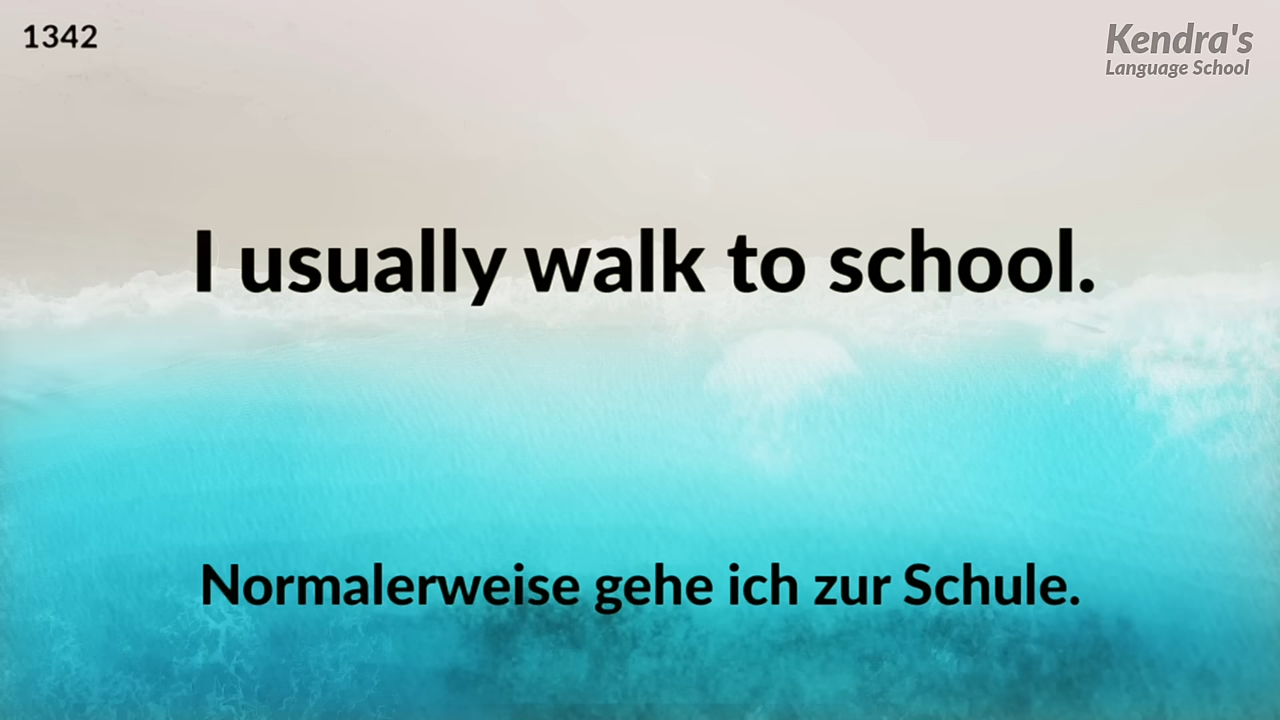 1342
Kendra's
Language School
I usually walk to school.
Normalerweise gehe ich zur Schule.